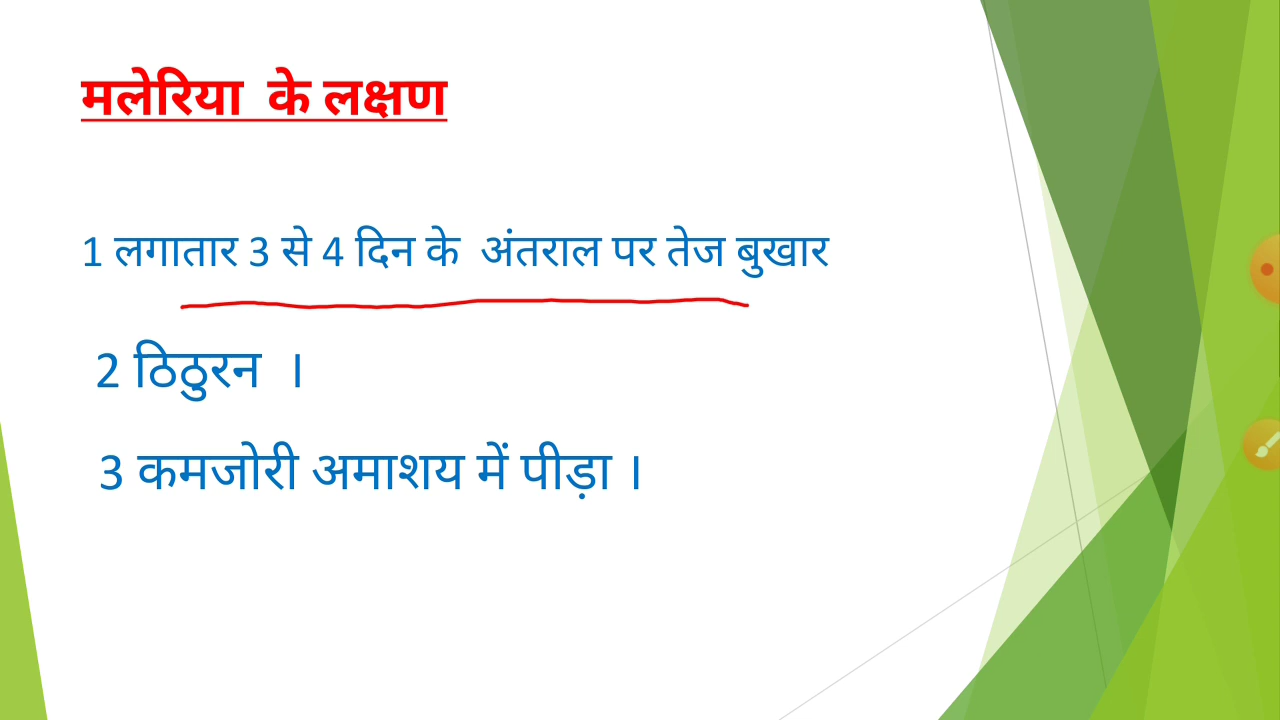 मलेरिया के लक्षण
1 लगातार 3 से 4 दिन के अंतराल पर तेज बुखार
2 ठिठुरन ।
3 कमजोरी अमाशय में पीड़ा ।